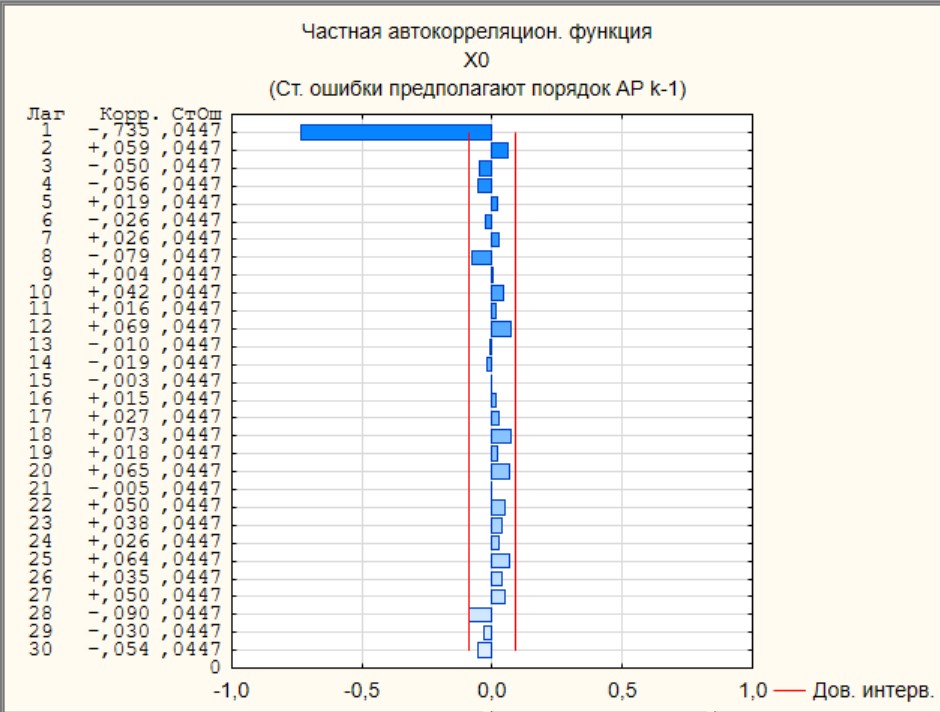 Частная автокорреляцион. функция
X0
(Ст. ошибки предполагают порядок АР k-1)
Лаг Корр. СтОш
1 -,735 ,0447
2 +,059 ,0447
3 -,050 ,0447
4 -,056 ,0447
5 +,019 ,0447
6 -,026 ,0447
7 +,026 ,0447
8 -,079 ,0447
9 +,004 ,0447
10 +,042 ,0447
11 +,016 ,0447
12 +,069 ,0447
13 -,010 ,0447
14 -,019 ,0447
15 -,003 ,0447
16 +,015 ,0447
17 +,027 ,0447
18 +,073 ,0447
19 +,018 ,0447
20 +,065 ,0447
21 -,005 ,0447
22 +,050 ,0447
23 +,038 ,0447
24 +,026 ,0447
25 +,064 ,0447
26 +,035 ,0447
27 +,050 ,0447
28 -,090 ,0447
29 -,030 ,0447
30 -,054 ,0447
0
-1,0 -0,5 0,0 0,5 1,0 Дов. интерв.